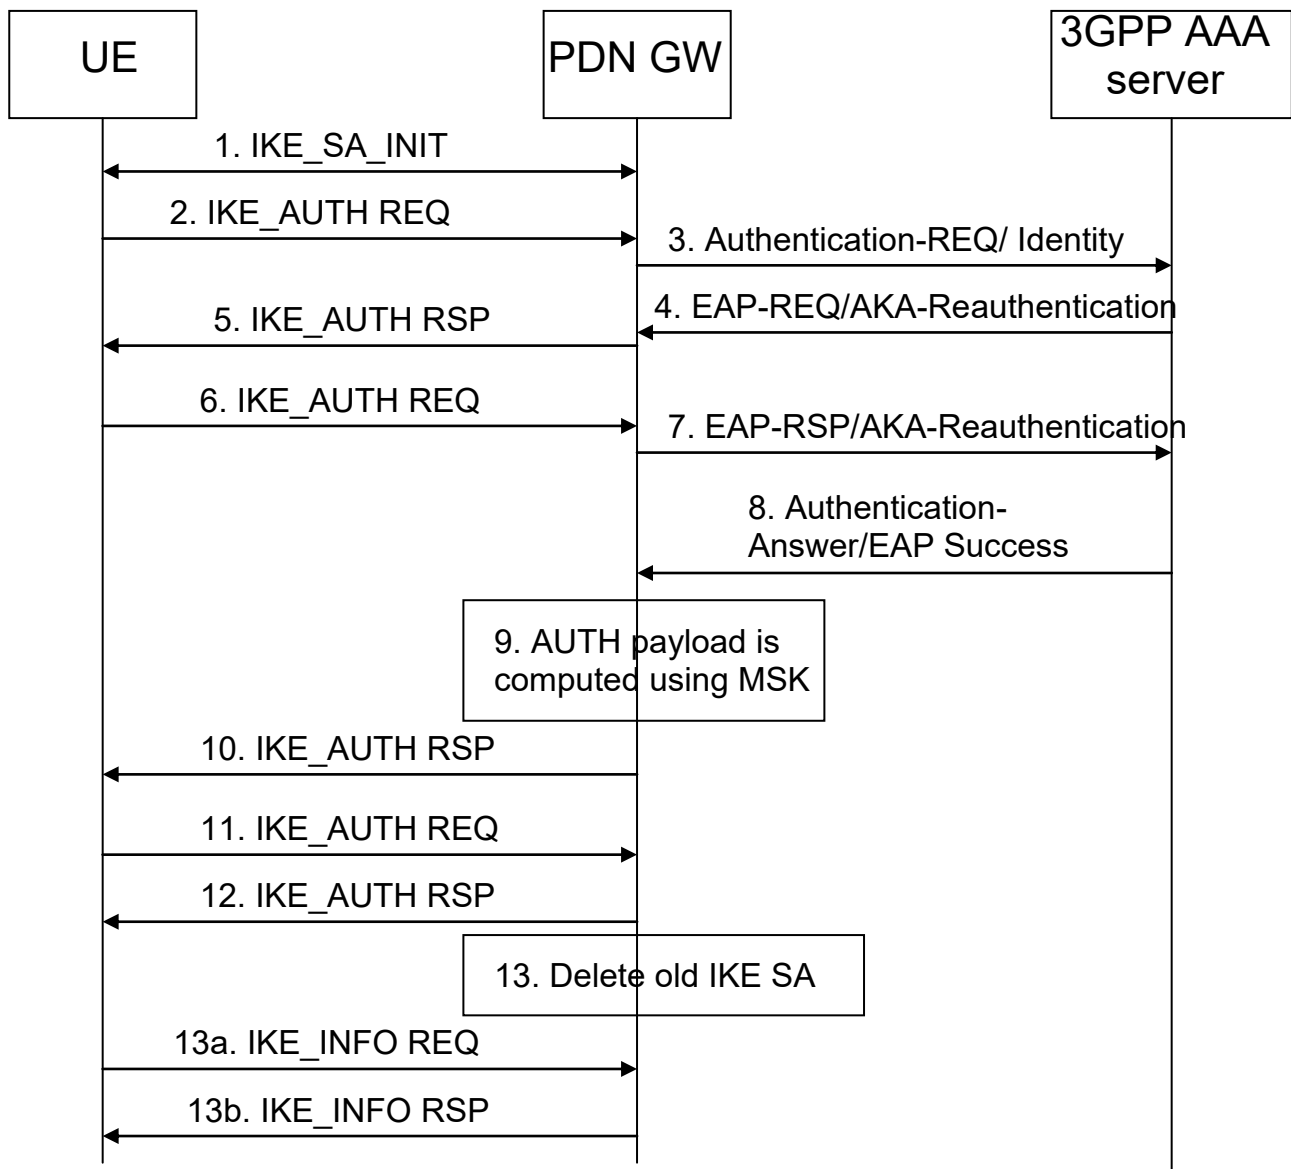 UE
PDN GW
3GPP AAA
server
1. IKE_SA_INIT
2. IKE_AUTH REQ
3. Authentication-REQ/ Identity
4. EAP-REQ/AKA-Reauthentication
5. IKE_AUTH RSP
6. IKE_AUTH REQ
7. EAP-RSP/AKA-Reauthentication
8. Authentication-
Answer/EAP Success
9. AUTH payload is
computed using MSK
10. IKE_AUTH RSP
11. IKE_AUTH REQ
12. IKE_AUTH RSP
13. Delete old IKE SA
13a. IKE_INFO REQ
13b. IKE_INFO RSP